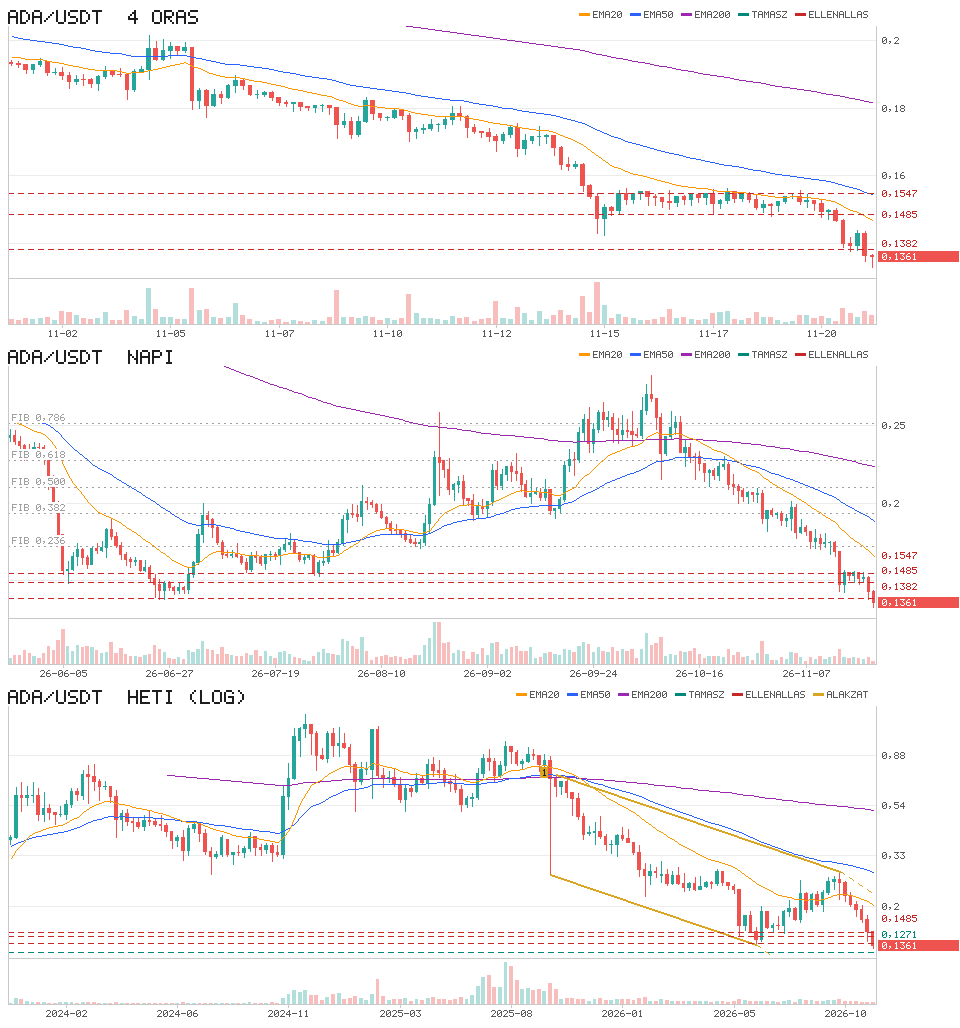 ADA/USDT 4 ORAS
EMA20 EMA50 EMA200 TAMASZ ELLENALLAS
0,2
0,18
0,16
0,1547
0,1485
0,1382
0,1361
11-02 11-05 11-07 11-10 11-12 11-15 11-17 11-20
ADA/USDT NAPI
EMA20 EMA50 EMA200 TAMASZ ELLENALLAS
FIB 0,786
0,25
FIB 0,618
FIB 0,500
0,2
FIB 0,382
FIB 0,236
0,1547
0,1485
0,1382
0,1361
26-06-05 26-06-27 26-07-19 26-08-10 26-09-02 26-09-24 26-10-16 26-11-07
ADA/USDT HETI (LOG)
EMA20 EMA50 EMA200 TAMASZ ELLENALLAS ALAKZAT
0,88
1
0,54
0,33
0,2
0,1485
0,1271
0,1361
2024-02 2024-06 2024-11 2025-03 2025-08 2026-01 2026-05 2026-10